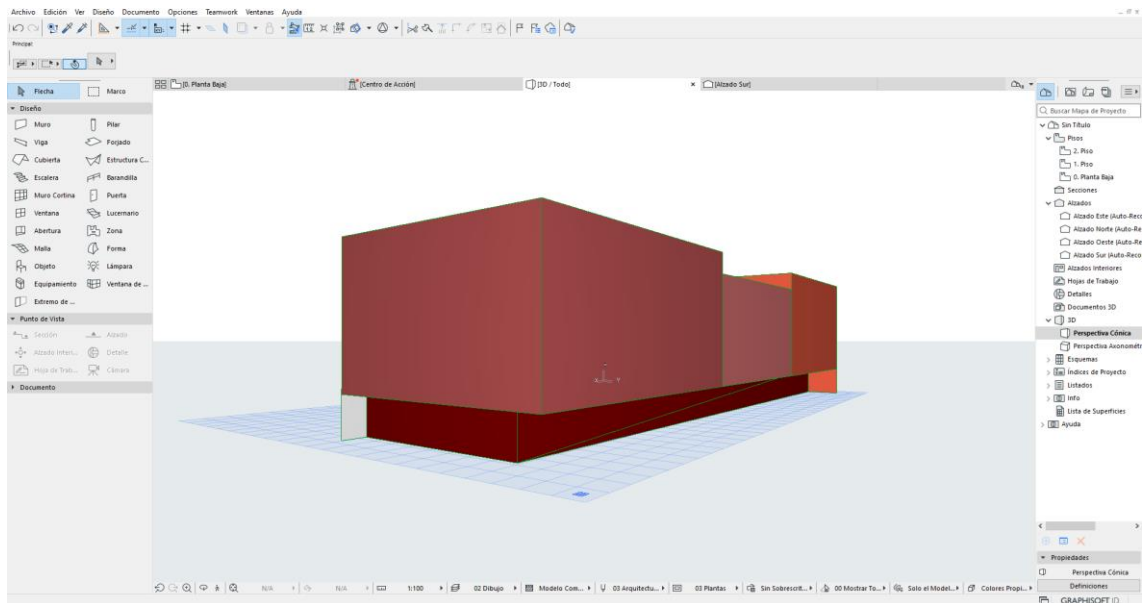 Archivo Edición Ver Diseño Documento Opciones Teamwork Ventanas Ayuda
Principal:
[0. Planta Baja]
[Centro de Acción]
[3D / Todo]
[Alzado Sur]
Flecha Marco
Diseño
Muro Pilar
Viga Forjado
Cubierta Estructura C...
Escalera Barandilla
Muro Cortina Puerta
Ventana Lucernario
Abertura Zona
Malla Forma
Objeto Lámpara
Equipamiento Ventana de ...
Extremo de ...
Punto de Vista
Sección Alzado
Alzado Interi... Detalle
Hoja de Trab... Cámara
Documento
Buscar Mapa de Proyecto
Sin Título
Pisos
2. Piso
1. Piso
0. Planta Baja
Secciones
Alzados
Alzado Este (Auto-Reco
Alzado Norte (Auto-Re
Alzado Oeste (Auto-Re
Alzado Sur (Auto-Reco
Alzados Interiores
Hojas de Trabajo
Detalles
Documentos 3D
3D
Perspectiva Cónica
Perspectiva Axonométr
Esquemas
Índices de Proyecto
Listados
Info
Lista de Superficies
Ayuda
Propiedades
Perspectiva Cónica
Definiciones
GRAPHISOFT ID
N/A N/A 1:100 02 Dibujo Modelo Com... 03 Arquitectu... 03 Plantas Sin Sobrescrit... 00 Mostrar To... Solo el Model... Colores Propi...